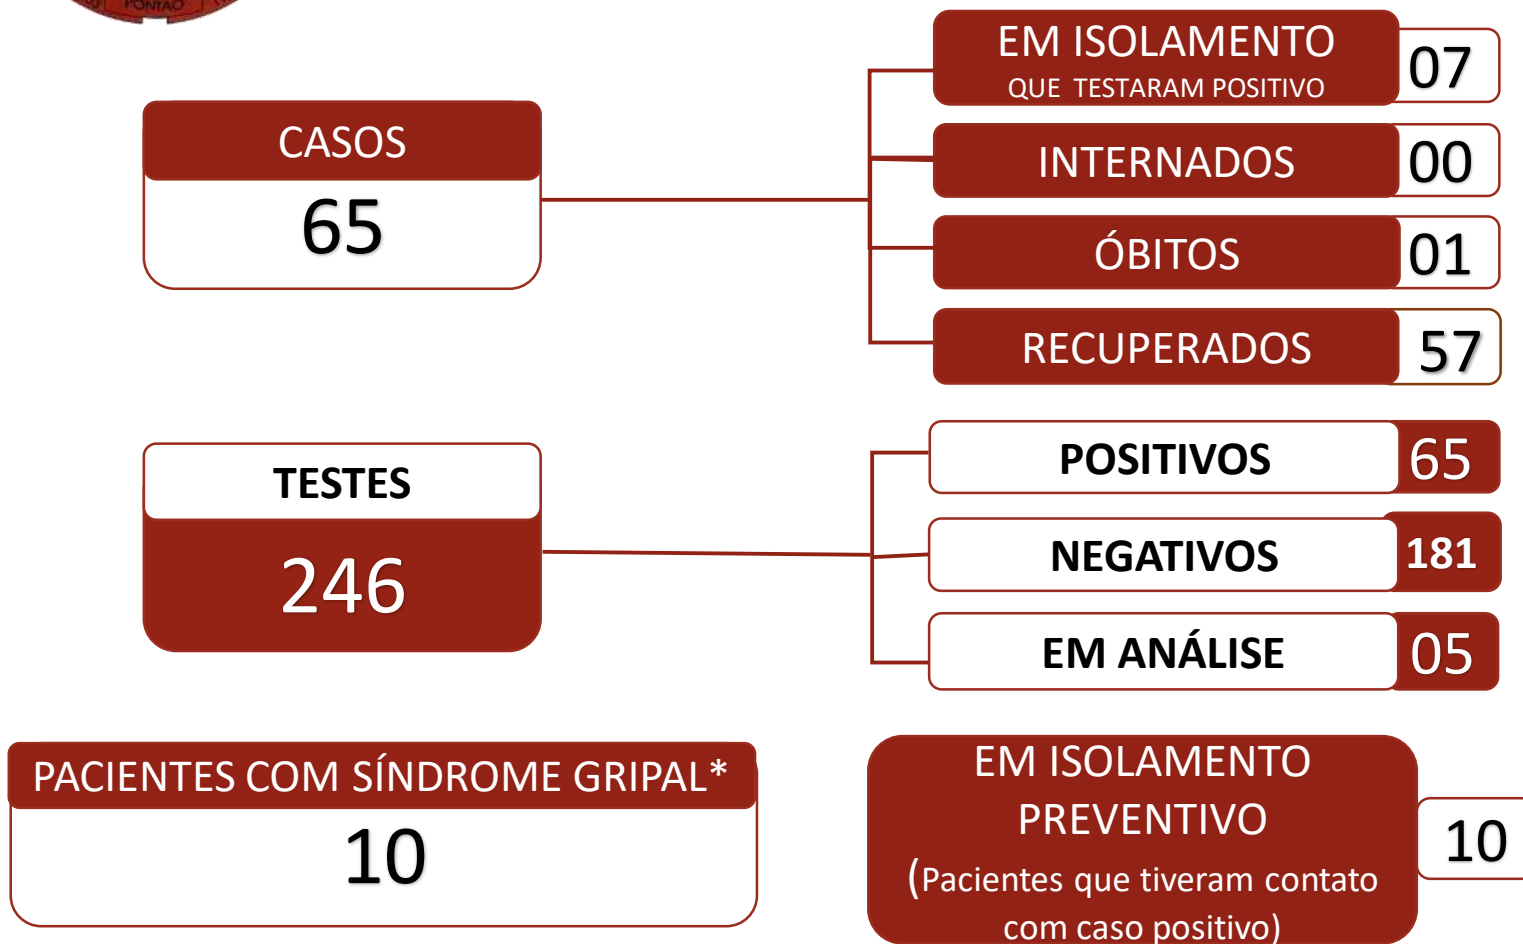 PONTÃO
CASOS
65
EM ISOLAMENTO
QUE TESTARAM POSITIVO
07
INTERNADOS
00
ÓBITOS
01
RECUPERADOS
57
TESTES
246
POSITIVOS
65
NEGATIVOS
181
EM ANÁLISE
05
PACIENTES COM SÍNDROME GRIPAL*
10
EM ISOLAMENTO
PREVENTIVO
(Pacientes que tiveram contato
com caso positivo)
10